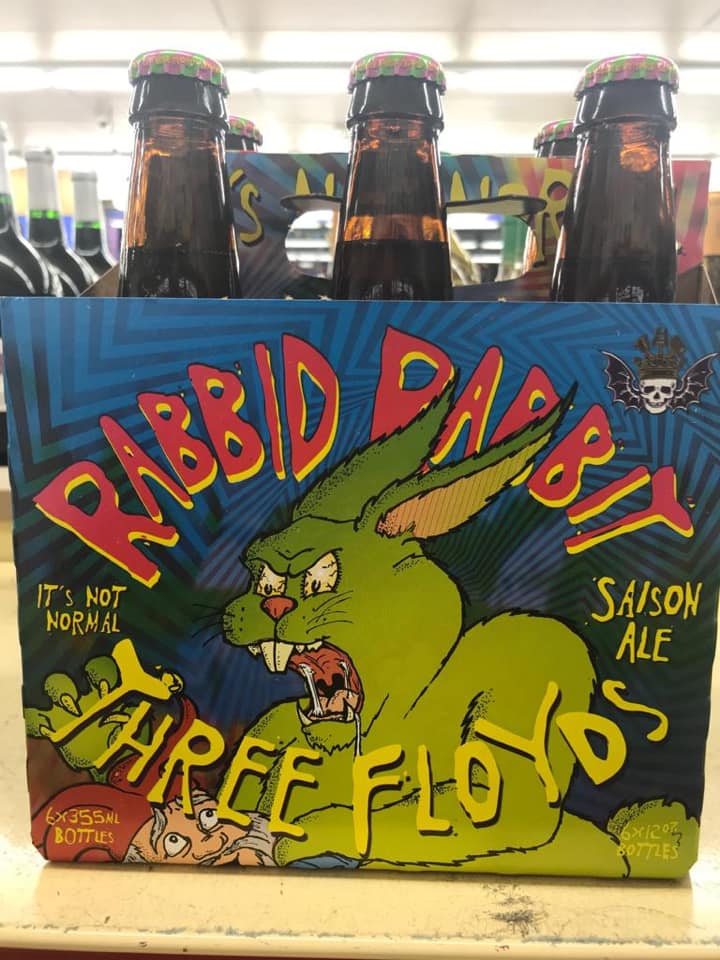 RABBID RABBIT
IT'S NOT
NORMAL
SAISON
ALE
THREE FLOYDS
6X355ML
BOTTLES
6X12OZ
BOTTLES